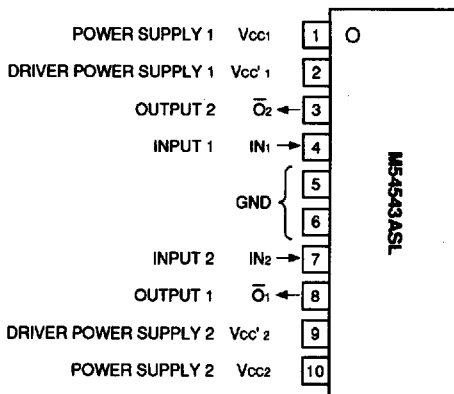 POWER SUPPLY 1 Vcc1 1
DRIVER POWER SUPPLY 1 Vcc' 1 2
OUTPUT 2 O̅2 3
INPUT 1 IN1 4
GND 5
6
INPUT 2 IN2 7
OUTPUT 1 O̅1 8
DRIVER POWER SUPPLY 2 Vcc' 2 9
POWER SUPPLY 2 Vcc2 10
M54543ASL